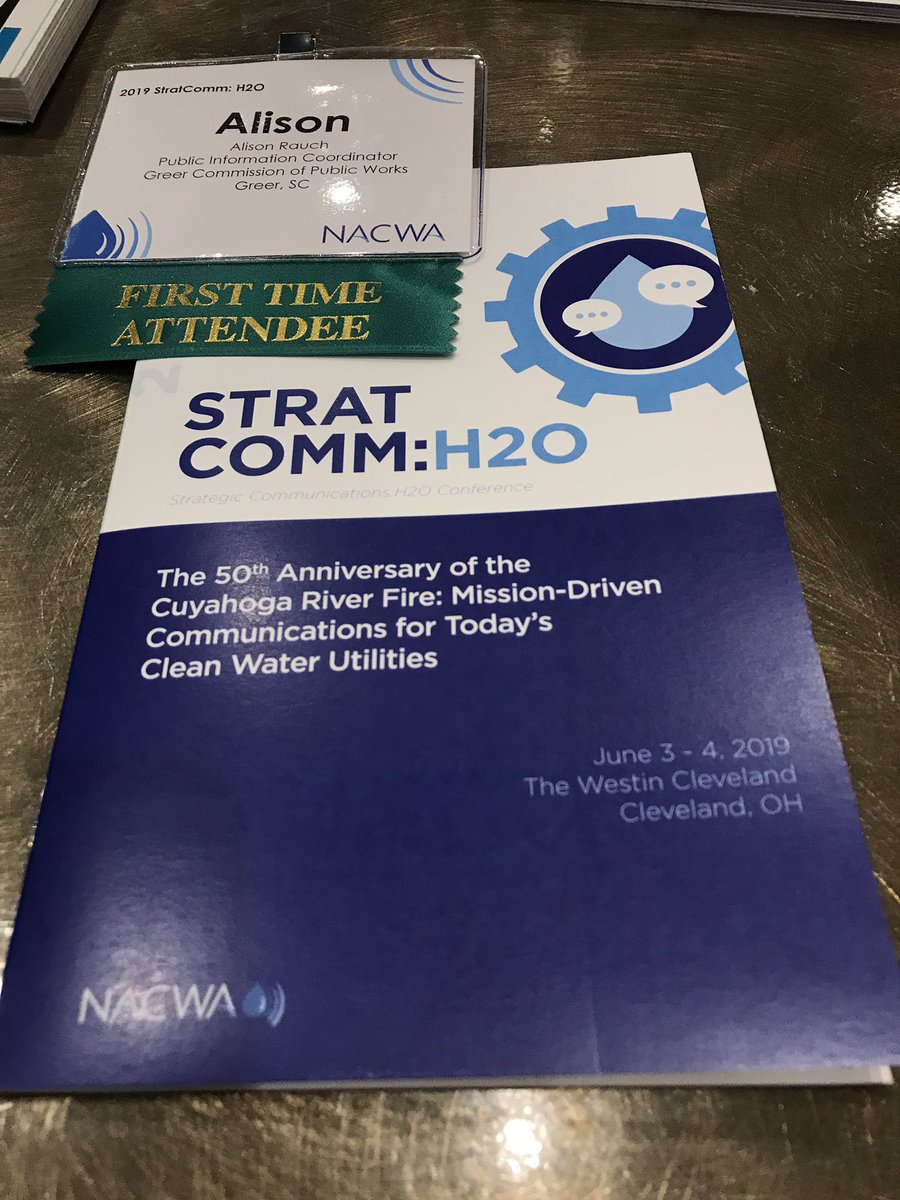 2019 StratComm: H2O
Alison
Alison Rauch
Public Information Coordinator
Greer Commission of Public Works
Greer, SC
NACWA
FIRST TIME
ATTENDEE
STRAT
COMM:H2O
Strategic Communications:H2O Conference
The 50th Anniversary of the
Cuyahoga River Fire: Mission-Driven
Communications for Today's
Clean Water Utilities
June 3 - 4, 2019
The Westin Cleveland
Cleveland, OH
NACWA